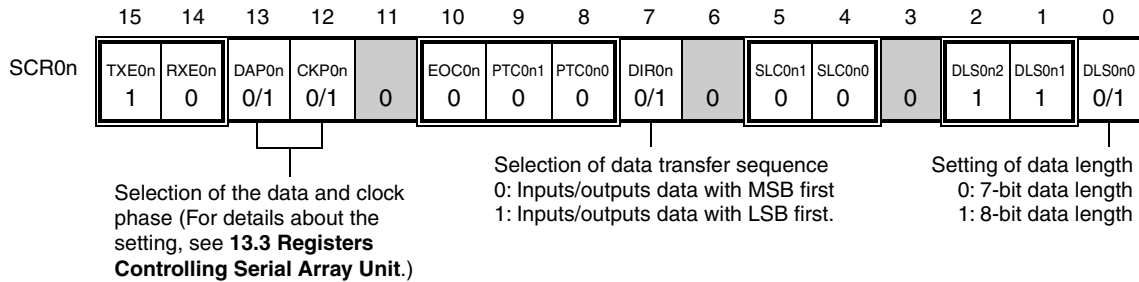 15 14 13 12 11 10 9 8 7 6 5 4 3 2 1 0
SCR0n TXE0n RXE0n DAP0n CKP0n EOC0n PTC0n1 PTC0n0 DIR0n SLC0n1 SLC0n0 DLS0n2 DLS0n1 DLS0n0
1 0 0/1 0/1 0 0 0 0 0/1 0 0 0 0 1 1 0/1
Selection of the data and clock
phase (For details about the
setting, see 13.3 Registers
Controlling Serial Array Unit.)
Selection of data transfer sequence
0: Inputs/outputs data with MSB first
1: Inputs/outputs data with LSB first.
Setting of data length
0: 7-bit data length
1: 8-bit data length